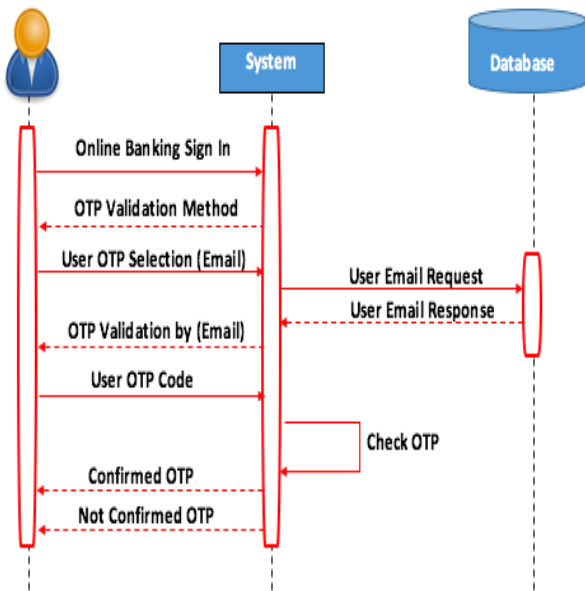 System
Database
Online Banking Sign In
OTP Validation Method
User OTP Selection (Email)
User Email Request
User Email Response
OTP Validation by (Email)
User OTP Code
Check OTP
Confirmed OTP
Not Confirmed OTP